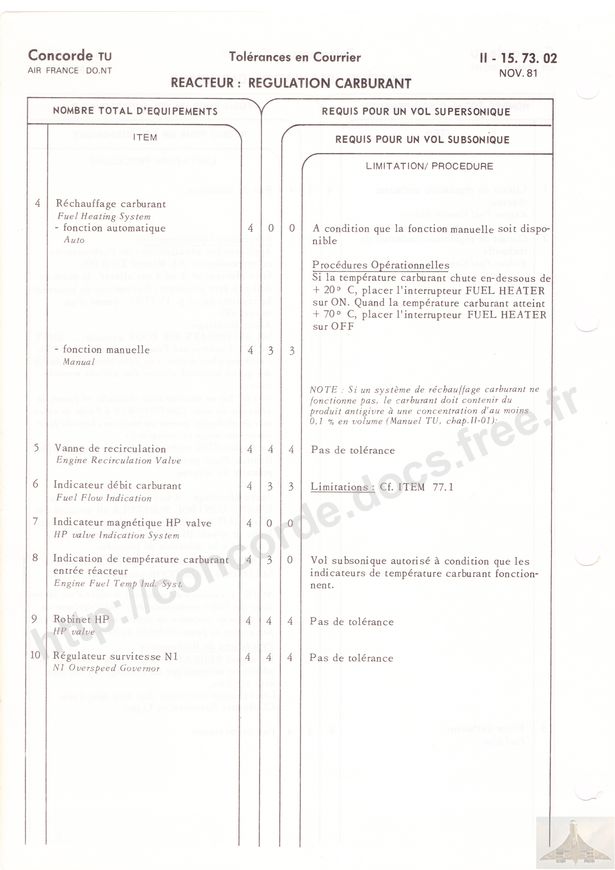 Concorde TU
AIR FRANCE DO.NT
Tolérances en Courrier
II - 15. 73. 02
NOV. 81
REACTEUR : REGULATION CARBURANT
NOMBRE TOTAL D'EQUIPEMENTS
REQUIS POUR UN VOL SUPERSONIQUE
ITEM
REQUIS POUR UN VOL SUBSONIQUE
LIMITATION/ PROCEDURE
4 Réchauffage carburant
Fuel Heating System
- fonction automatique 4 0 0 A condition que la fonction manuelle soit dispo-
Auto nible
Procédures Opérationnelles
Si la température carburant chute en-dessous de
+ 20° C, placer l'interrupteur FUEL HEATER
sur ON. Quand la température carburant atteint
+ 70° C, placer l'interrupteur FUEL HEATER
sur OFF
- fonction manuelle 4 3 3
Manual
NOTE : Si un système de réchauffage carburant ne
fonctionne pas, le carburant doit contenir du
produit antigivre à une concentration d'au moins
0,1 % en volume (Manuel TU, chap.II-01):
5 Vanne de recirculation 4 4 4 Pas de tolérance
Engine Recirculation Valve
6 Indicateur débit carburant 4 3 3 Limitations : Cf. ITEM 77.1
Fuel Flow Indication
7 Indicateur magnétique HP valve 4 0 0
HP valve Indication System
8 Indication de température carburant 4 3 0 Vol subsonique autorisé à condition que les
entrée réacteur indicateurs de température carburant fonction-
Engine Fuel Temp Ind. Syst. nent.
9 Robinet HP 4 4 4 Pas de tolérance
HP valve
10 Régulateur survitesse N1 4 4 4 Pas de tolérance
N1 Overspeed Governor
http://concorde.docs.free.fr